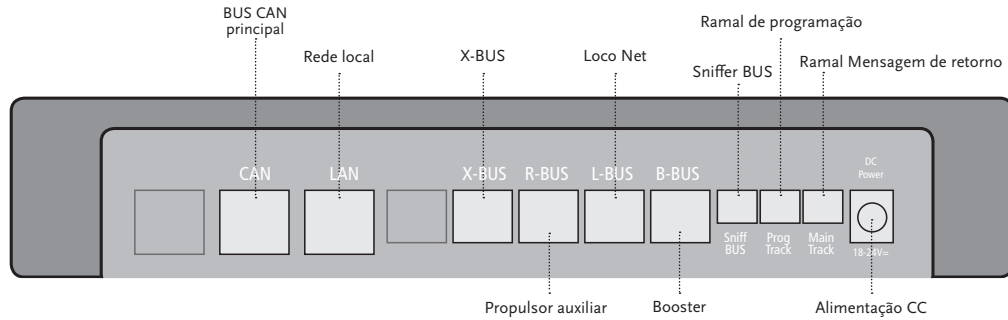 BUS CAN
principal
Rede local
X-BUS
Loco Net
Sniffer BUS
Ramal de programação
Ramal Mensagem de retorno
CAN
LAN
X-BUS
R-BUS
L-BUS
B-BUS
Sniff
BUS
Prog
Track
Main
Track
DC
Power
18-24V=
Propulsor auxiliar
Booster
Alimentação CC